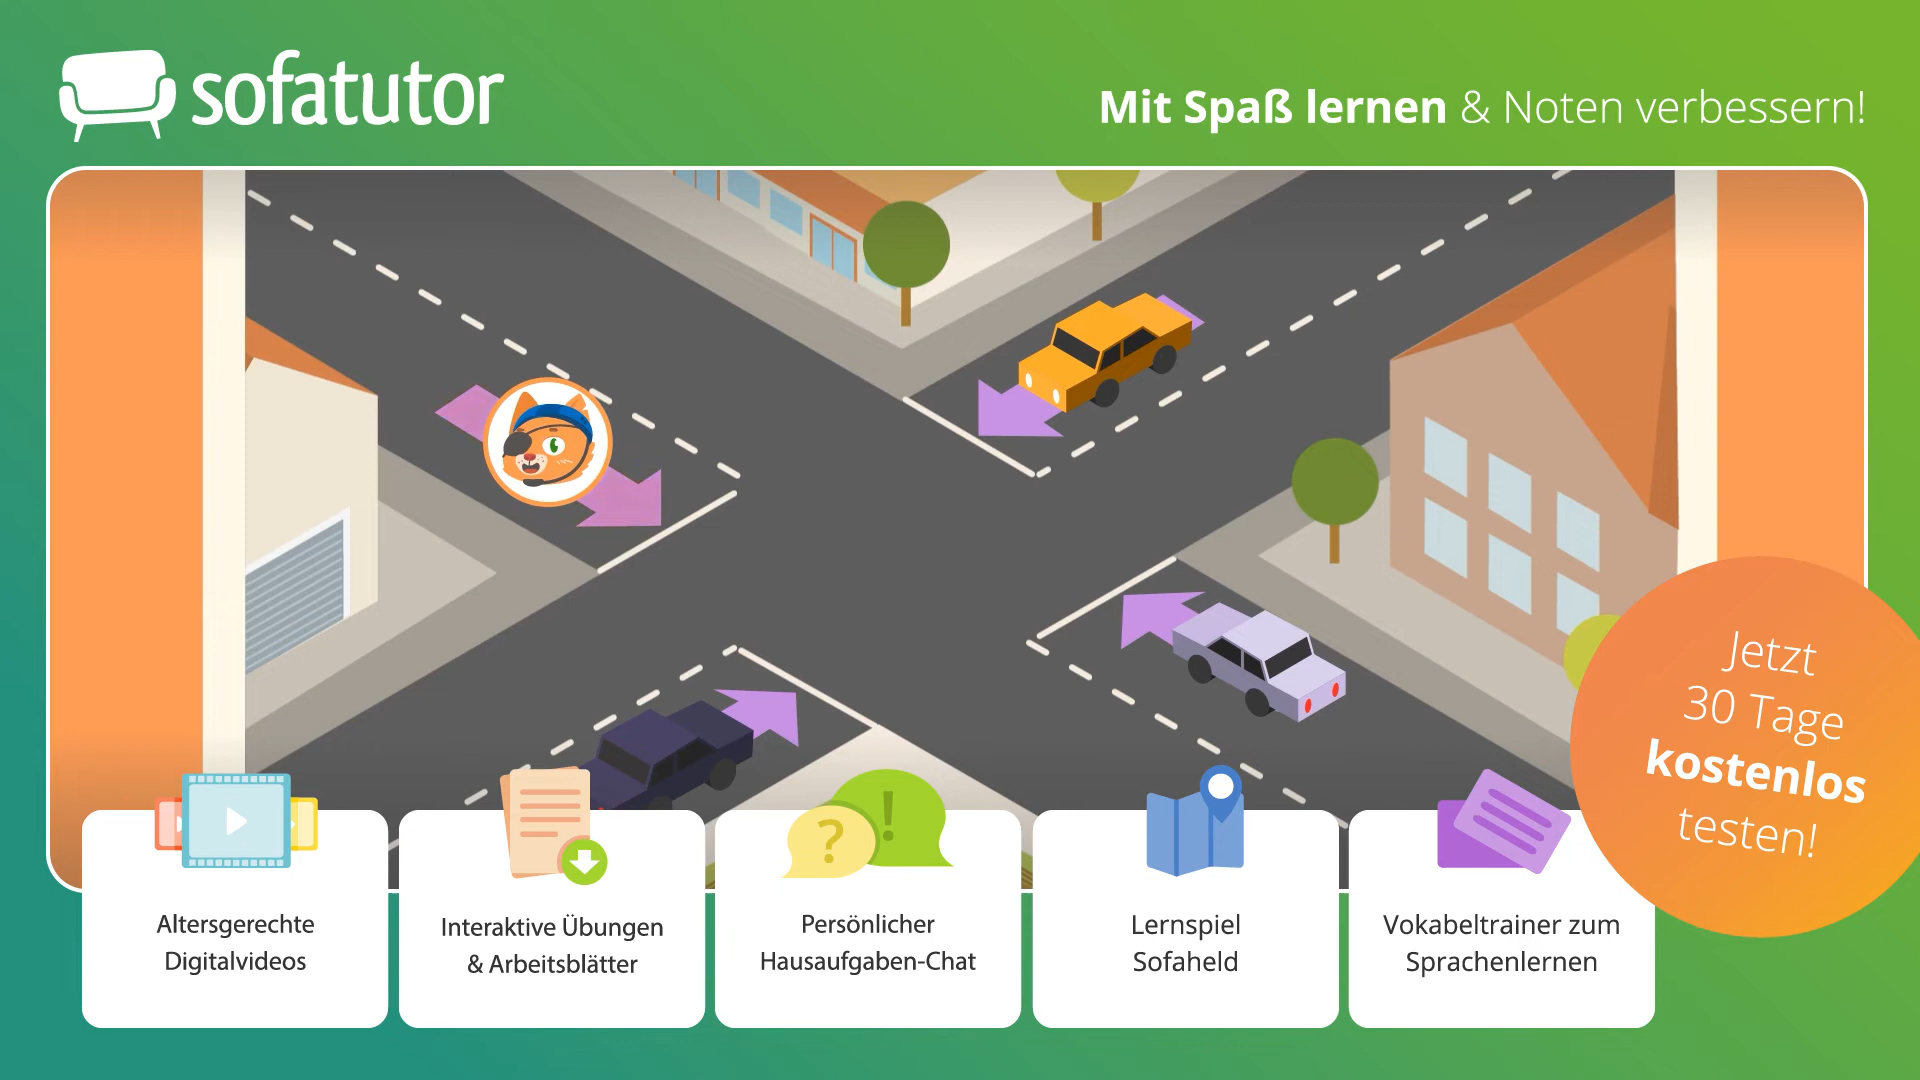 sofatutor
Mit Spaß lernen & Noten verbessern!
Jetzt
30 Tage
kostenlos
testen!
? !
Altersgerechte
Digitalvideos
Interaktive Übungen
& Arbeitsblätter
Persönlicher
Hausaufgaben-Chat
Lernspiel
Sofaheld
Vokabeltrainer zum
Sprachenlernen